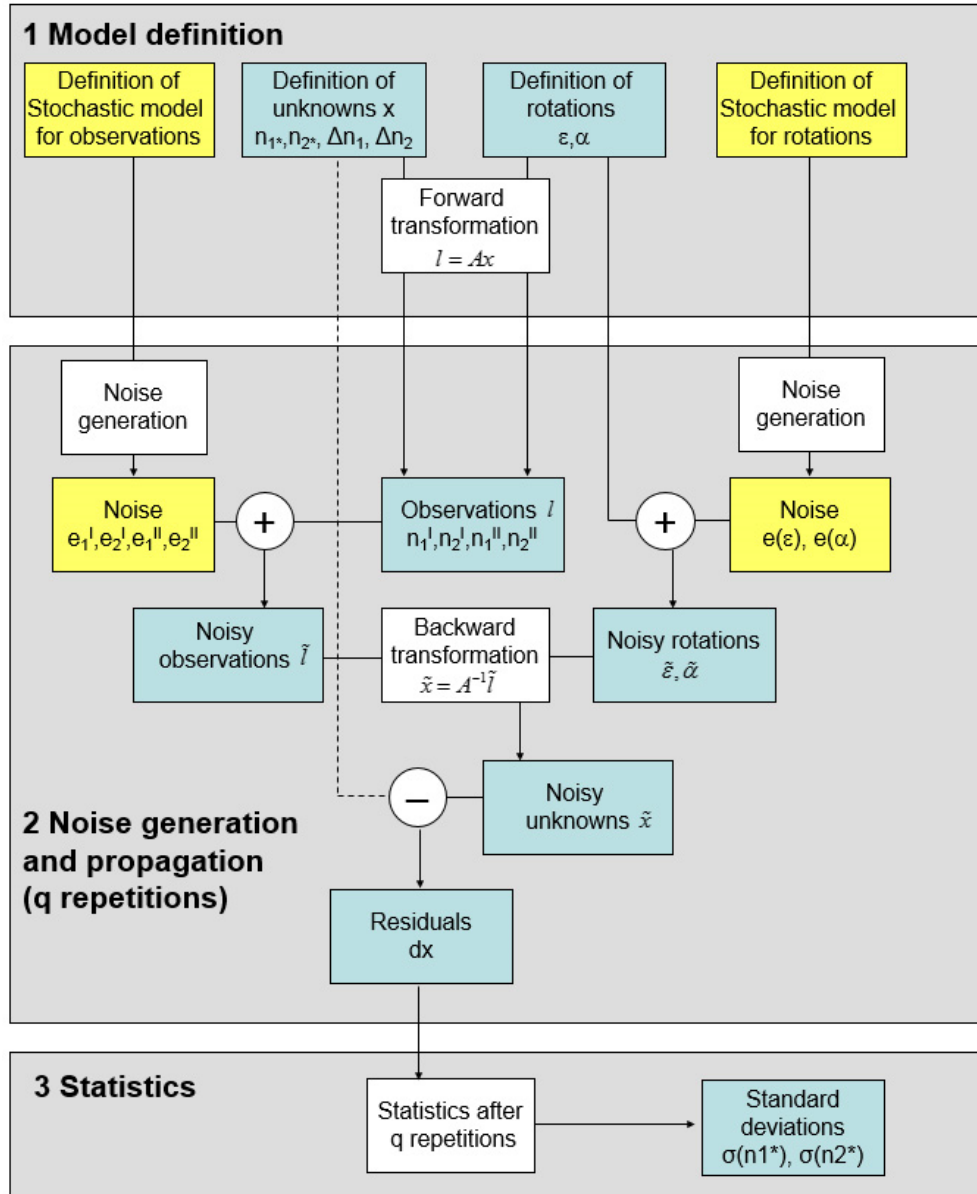 1 Model definition
Definition of
Stochastic model
for observations
Definition of
unknowns x
n₁*,n₂*, Δn₁, Δn₂
Definition of
rotations
ε,α
Definition of
Stochastic model
for rotations
Forward
transformation
l = Ax
Noise
generation
Noise
generation
Noise
e₁ᴵ,e₂ᴵ,e₁ᴵᴵ,e₂ᴵᴵ
+
Observations l
n₁ᴵ,n₂ᴵ,n₁ᴵᴵ,n₂ᴵᴵ
+
Noise
e(ε), e(α)
Noisy
observations l̃
Backward
transformation
x̃ = A⁻¹l̃
Noisy rotations
ε̃, α̃
−
Noisy
unknowns x̃
2 Noise generation
and propagation
(q repetitions)
Residuals
dx
3 Statistics
Statistics after
q repetitions
Standard
deviations
σ(n1*), σ(n2*)